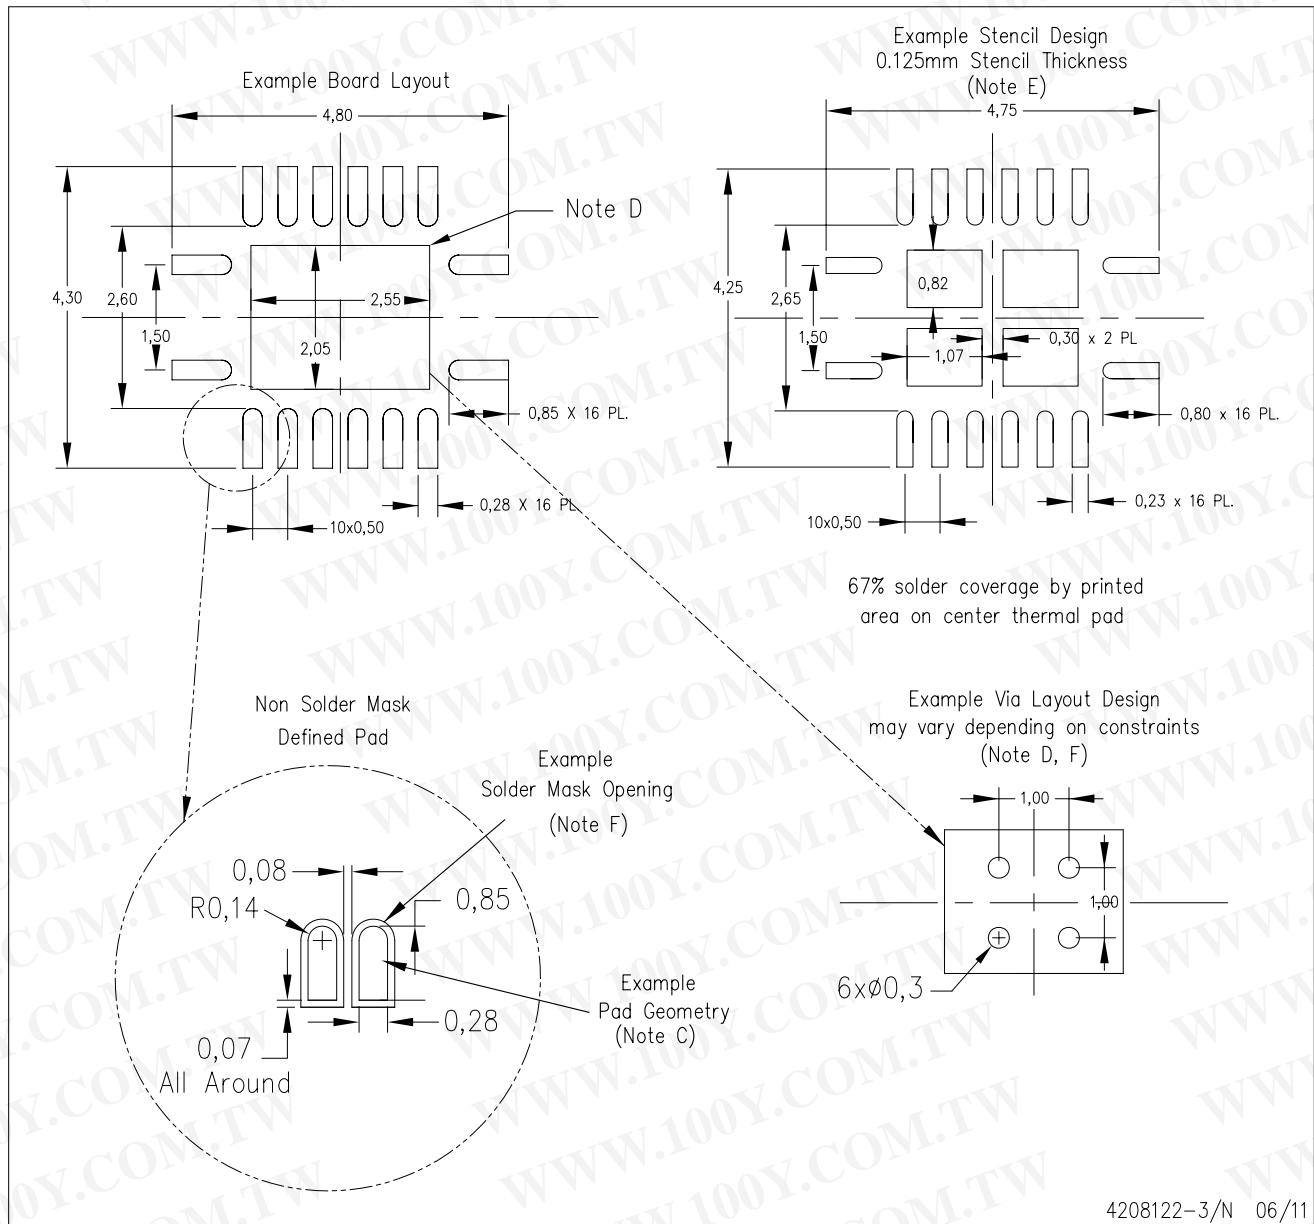 Example Board Layout
4,80
Note D
4,30
2,60
1,50
2,55
2,05
0,85 X 16 PL.
0,28 X 16 PL.
10x0,50
Example Stencil Design
0.125mm Stencil Thickness
(Note E)
4,75
4,25
2,65
1,50
0,82
0,30 x 2 PL
1,07
0,80 x 16 PL.
0,23 x 16 PL.
10x0,50
67% solder coverage by printed
area on center thermal pad
Non Solder Mask
Defined Pad
Example
Solder Mask Opening
(Note F)
0,08
R0,14
0,85
Example
Pad Geometry
(Note C)
0,28
0,07
All Around
Example Via Layout Design
may vary depending on constraints
(Note D, F)
1,00
1,00
6xø0,3
4208122-3/N 06/11
WWW.100Y.COM.TW